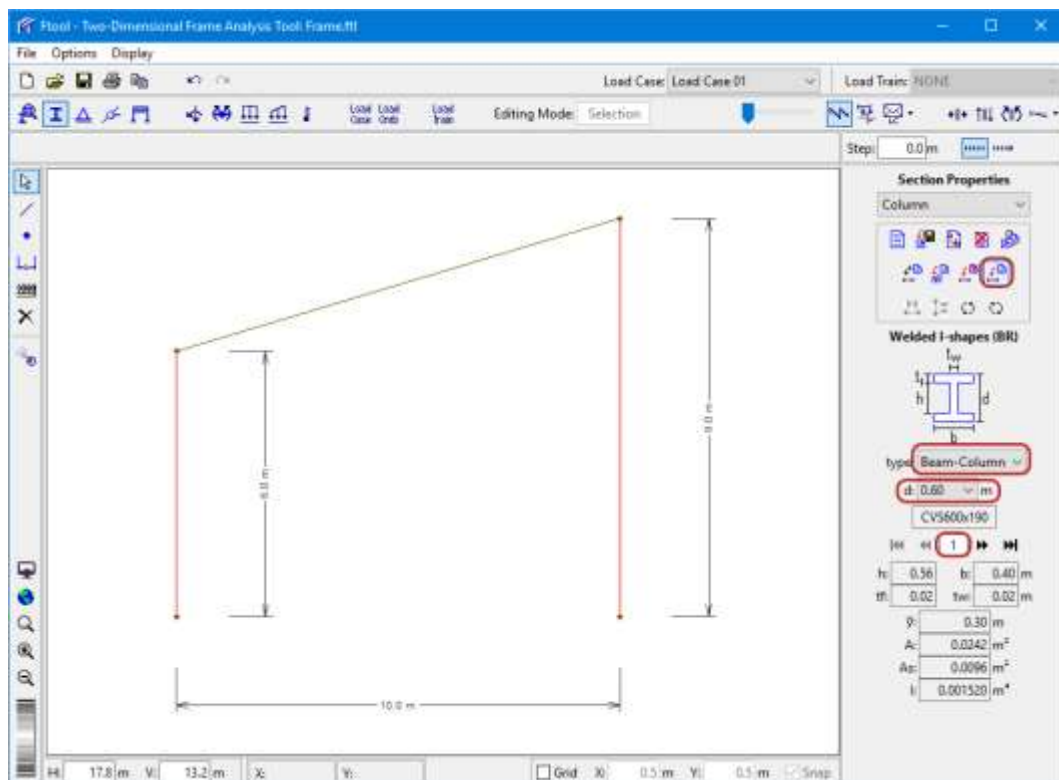 Ftool - Two-Dimensional Frame Analysis Tool: Frame.ftl
File Options Display
Load Case: Load Case 01 Load Train: NONE
Load Case Load Comb Load Train Editing Mode: Selection
Step: 0.0 m
Section Properties
Column
Welded I-shapes (BR)
tw
tf
h d
b
type: Beam-Column
d: 0.60 m
CVS600x190
1
h: 0.56 b: 0.40 m
tf: 0.02 tw: 0.02 m
ȳ: 0.30 m
A: 0.0242 m²
As: 0.0096 m²
I: 0.001520 m⁴
6.0 m
9.0 m
10.0 m
H: 17.8 m V: 13.2 m X: Y: Grid X: 0.5 m Y: 0.5 m Snap